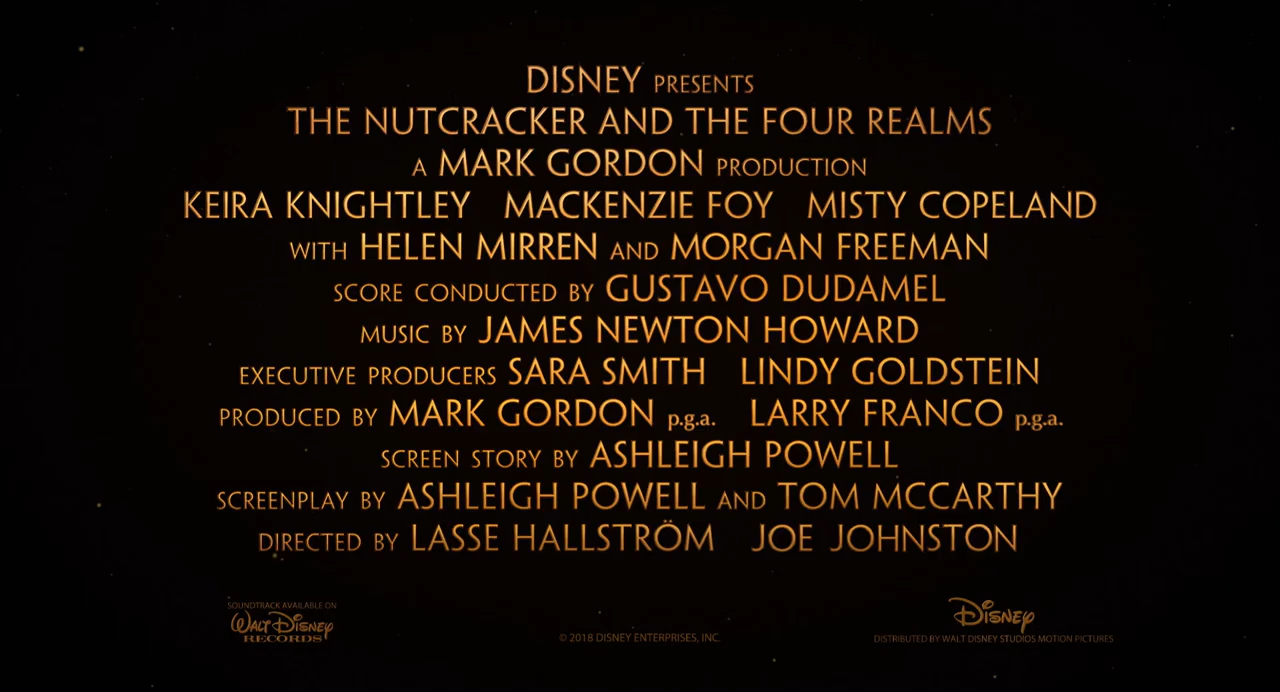 DISNEY PRESENTS
THE NUTCRACKER AND THE FOUR REALMS
A MARK GORDON PRODUCTION
KEIRA KNIGHTLEY MACKENZIE FOY MISTY COPELAND
WITH HELEN MIRREN AND MORGAN FREEMAN
SCORE CONDUCTED BY GUSTAVO DUDAMEL
MUSIC BY JAMES NEWTON HOWARD
EXECUTIVE PRODUCERS SARA SMITH LINDY GOLDSTEIN
PRODUCED BY MARK GORDON p.g.a. LARRY FRANCO p.g.a.
SCREEN STORY BY ASHLEIGH POWELL
SCREENPLAY BY ASHLEIGH POWELL AND TOM MCCARTHY
DIRECTED BY LASSE HALLSTRÖM JOE JOHNSTON
SOUNDTRACK AVAILABLE ON
WALT DISNEY
RECORDS
© 2018 DISNEY ENTERPRISES, INC.
DISNEY
DISTRIBUTED BY WALT DISNEY STUDIOS MOTION PICTURES